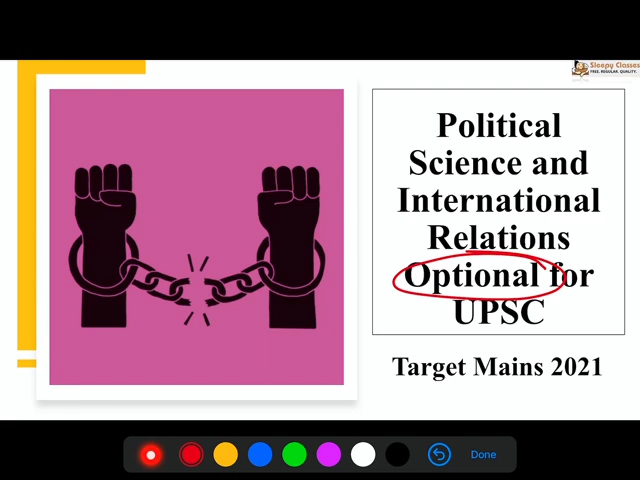 Sleepy Classes
FREE. REGULAR. QUALITY.
Political
Science and
International
Relations
Optional for
UPSC
Target Mains 2021
Done